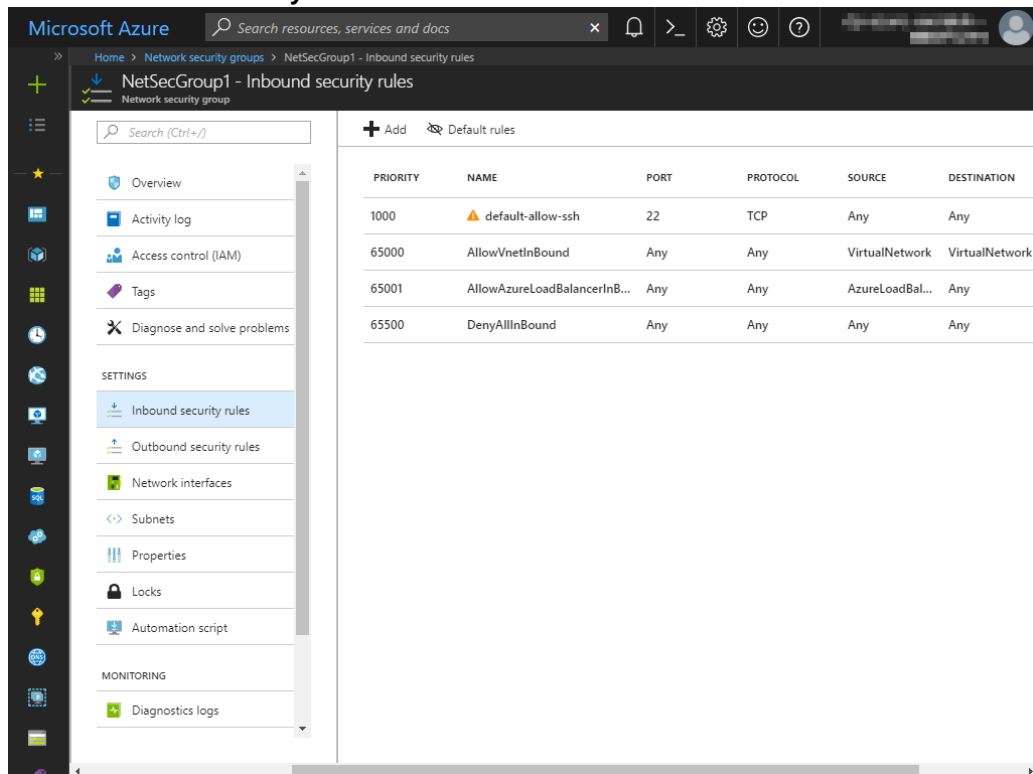 Microsoft Azure
Search resources, services and docs
Home > Network security groups > NetSecGroup1 - Inbound security rules
NetSecGroup1 - Inbound security rules
Network security group
Search (Ctrl+/)
Overview
Activity log
Access control (IAM)
Tags
Diagnose and solve problems
SETTINGS
Inbound security rules
Outbound security rules
Network interfaces
Subnets
Properties
Locks
Automation script
MONITORING
Diagnostics logs
Add Default rules
PRIORITY NAME PORT PROTOCOL SOURCE DESTINATION
1000 default-allow-ssh 22 TCP Any Any
65000 AllowVnetInBound Any Any VirtualNetwork VirtualNetwork
65001 AllowAzureLoadBalancerInB... Any Any AzureLoadBal... Any
65500 DenyAllInBound Any Any Any Any
SQL
DNS